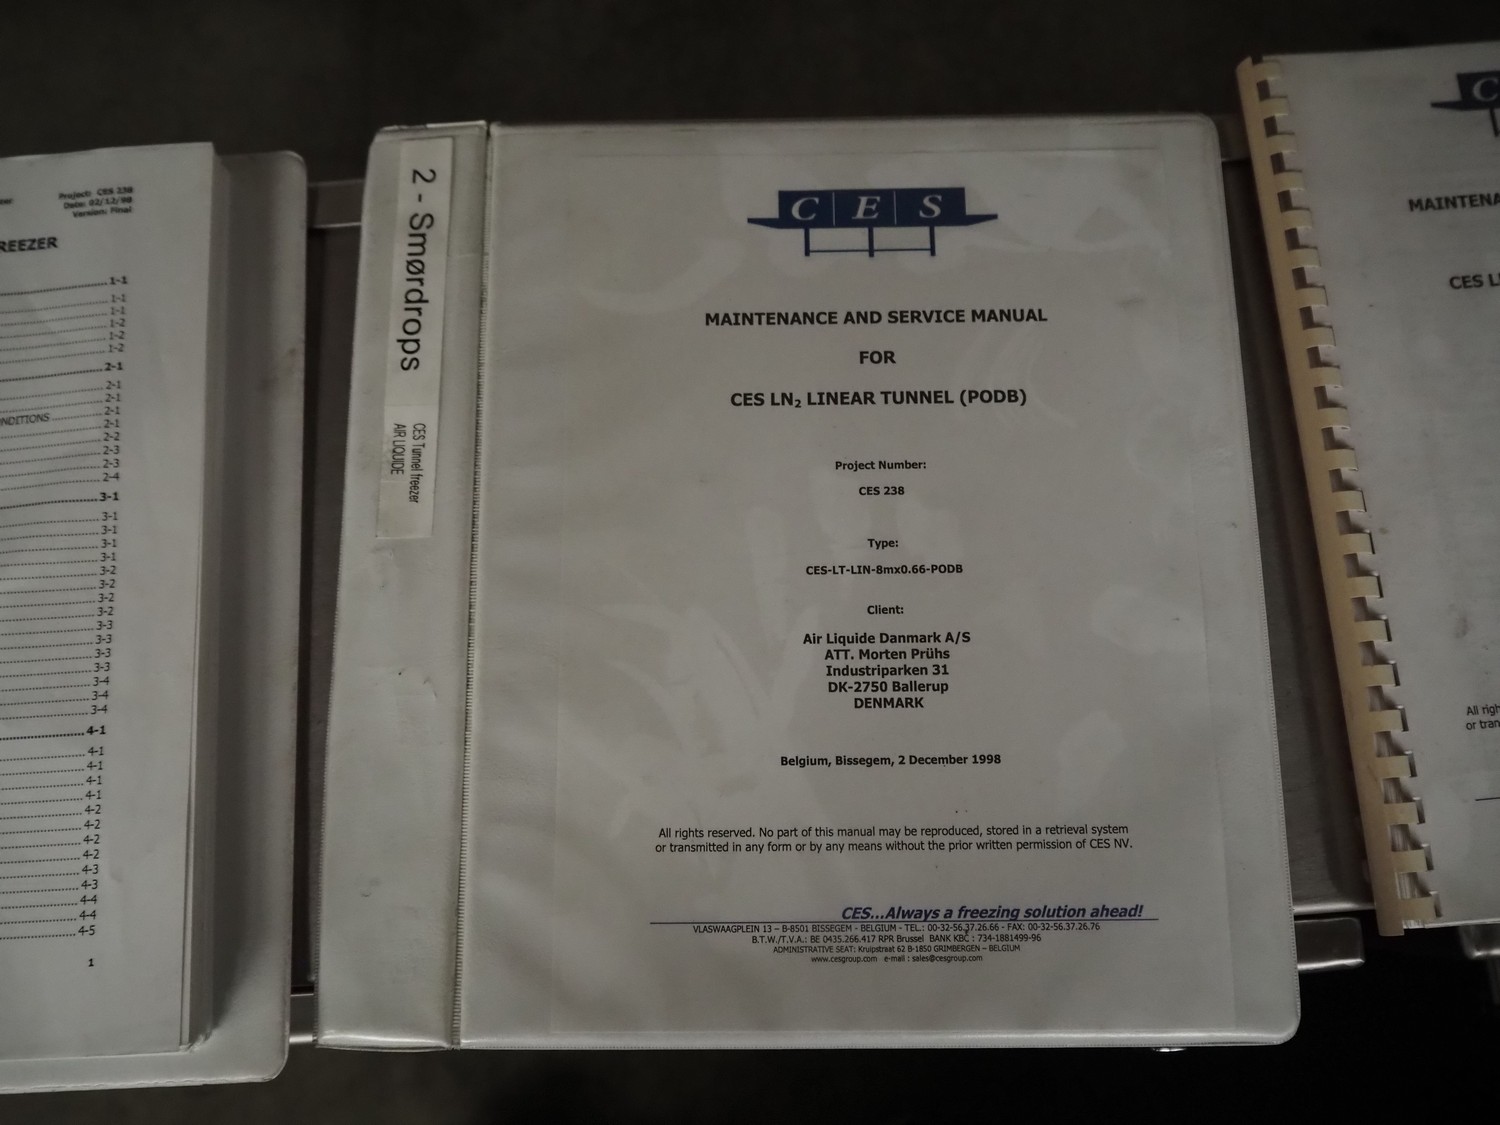 Project: CES 238
Date: 02/12/98
Version: Final
REEZER
1-1
1-1
1-1
1-2
1-2
1-2
2-1
2-1
2-1
2-1
NDITIONS 2-1
2-2
2-3
2-3
2-4
3-1
3-1
3-1
3-1
3-1
3-2
3-2
3-2
3-2
3-3
3-3
3-3
3-3
3-4
3-4
3-4
4-1
4-1
4-1
4-1
4-1
4-2
4-2
4-2
4-2
4-3
4-3
4-4
4-4
4-5
1
2 - Smørdrops
CES Tunnel freezer
AIR LIQUIDE
CES
MAINTENANCE AND SERVICE MANUAL
FOR
CES LN₂ LINEAR TUNNEL (PODB)
Project Number:
CES 238
Type:
CES-LT-LIN-8mx0.66-PODB
Client:
Air Liquide Danmark A/S
ATT. Morten Prühs
Industriparken 31
DK-2750 Ballerup
DENMARK
Belgium, Bissegem, 2 December 1998
All rights reserved. No part of this manual may be reproduced, stored in a retrieval system
or transmitted in any form or by any means without the prior written permission of CES NV.
CES...Always a freezing solution ahead!
VLASWAAGPLEIN 13 – B-8501 BISSEGEM - BELGIUM - TEL.: 00-32-56.37.26.66 - FAX: 00-32-56.37.26.76
B.T.W./T.V.A.: BE 0435.266.417 RPR Brussel BANK KBC : 734-1881499-96
ADMINISTRATIVE SEAT: Kruipstraat 62 B-1850 GRIMBERGEN – BELGIUM
www.cesgroup.com e-mail : sales@cesgroup.com
C
MAINTENA
CES L
All righ
or tran